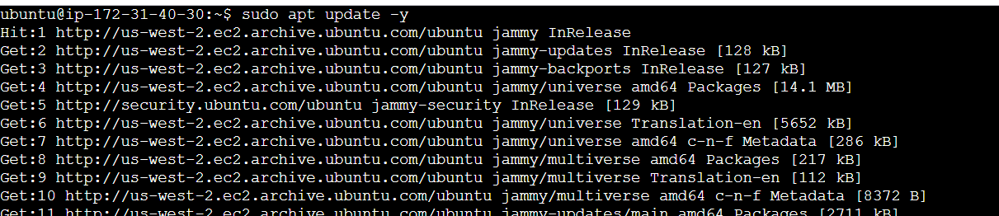 ubuntu@ip-172-31-40-30:~$ sudo apt update -y
Hit:1 http://us-west-2.ec2.archive.ubuntu.com/ubuntu jammy InRelease
Get:2 http://us-west-2.ec2.archive.ubuntu.com/ubuntu jammy-updates InRelease [128 kB]
Get:3 http://us-west-2.ec2.archive.ubuntu.com/ubuntu jammy-backports InRelease [127 kB]
Get:4 http://us-west-2.ec2.archive.ubuntu.com/ubuntu jammy/universe amd64 Packages [14.1 MB]
Get:5 http://security.ubuntu.com/ubuntu jammy-security InRelease [129 kB]
Get:6 http://us-west-2.ec2.archive.ubuntu.com/ubuntu jammy/universe Translation-en [5652 kB]
Get:7 http://us-west-2.ec2.archive.ubuntu.com/ubuntu jammy/universe amd64 c-n-f Metadata [286 kB]
Get:8 http://us-west-2.ec2.archive.ubuntu.com/ubuntu jammy/multiverse amd64 Packages [217 kB]
Get:9 http://us-west-2.ec2.archive.ubuntu.com/ubuntu jammy/multiverse Translation-en [112 kB]
Get:10 http://us-west-2.ec2.archive.ubuntu.com/ubuntu jammy/multiverse amd64 c-n-f Metadata [8372 B]
Get:11 http://us-west-2.ec2.archive.ubuntu.com/ubuntu jammy-updates/main amd64 Packages [2711 kB]